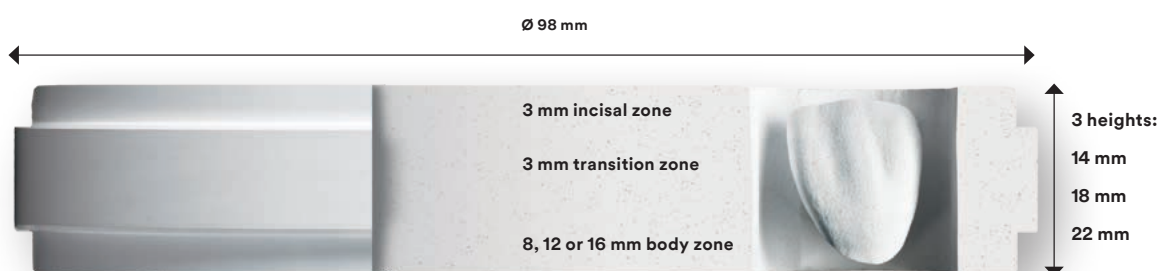 Ø 98 mm
3 mm incisal zone
3 mm transition zone
8, 12 or 16 mm body zone
3 heights:
14 mm
18 mm
22 mm